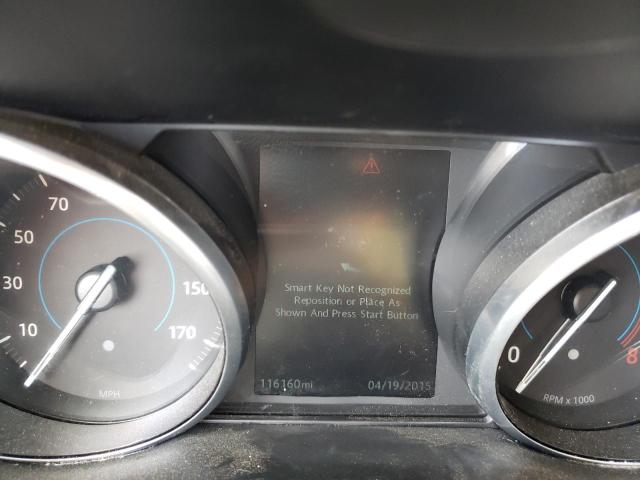 70
50
30
10
150
170
MPH
Smart Key Not Recognized
Reposition or Place As
Shown And Press Start Button
116160mi 04/19/2015
0
8
RPM x 1000